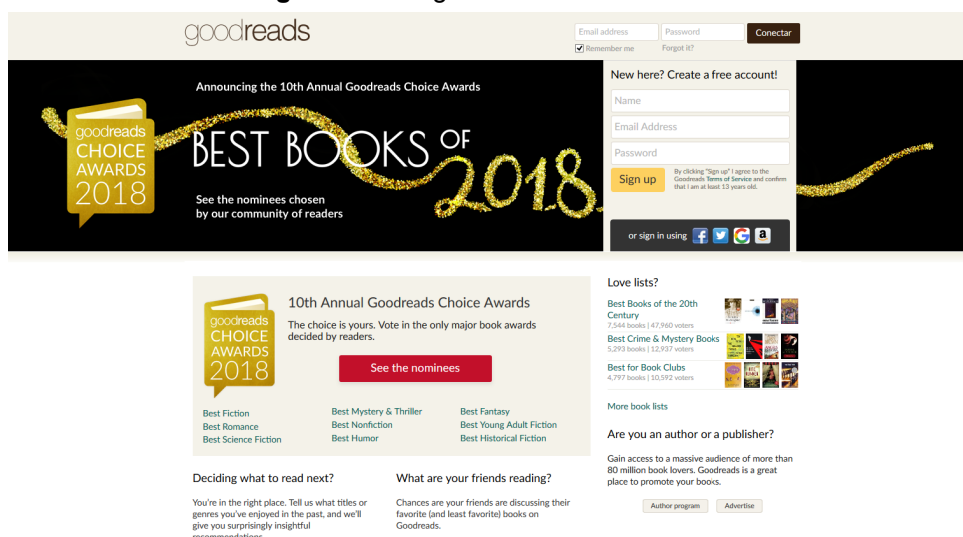 goodreads
Email address
Password
Conectar
Remember me
Forgot it?
Announcing the 10th Annual Goodreads Choice Awards
BEST BOOKS OF 2018
See the nominees chosen
by our community of readers
goodreads
CHOICE
AWARDS
2018
New here? Create a free account!
Name
Email Address
Password
Sign up
By clicking "Sign up" I agree to the
Goodreads Terms of Service and confirm
that I am at least 13 years old.
or sign in using
goodreads
CHOICE
AWARDS
2018
10th Annual Goodreads Choice Awards
The choice is yours. Vote in the only major book awards
decided by readers.
See the nominees
Best Fiction
Best Romance
Best Science Fiction
Best Mystery & Thriller
Best Nonfiction
Best Humor
Best Fantasy
Best Young Adult Fiction
Best Historical Fiction
Love lists?
Best Books of the 20th
Century
7,544 books | 47,960 voters
Best Crime & Mystery Books
5,293 books | 12,937 voters
Best for Book Clubs
4,797 books | 10,592 voters
More book lists
Are you an author or a publisher?
Gain access to a massive audience of more than
80 million book lovers. Goodreads is a great
place to promote your books.
Author program
Advertise
Deciding what to read next?
You're in the right place. Tell us what titles or
genres you've enjoyed in the past, and we'll
give you surprisingly insightful
recommendations
What are your friends reading?
Chances are your friends are discussing their
favorite (and least favorite) books on
Goodreads.